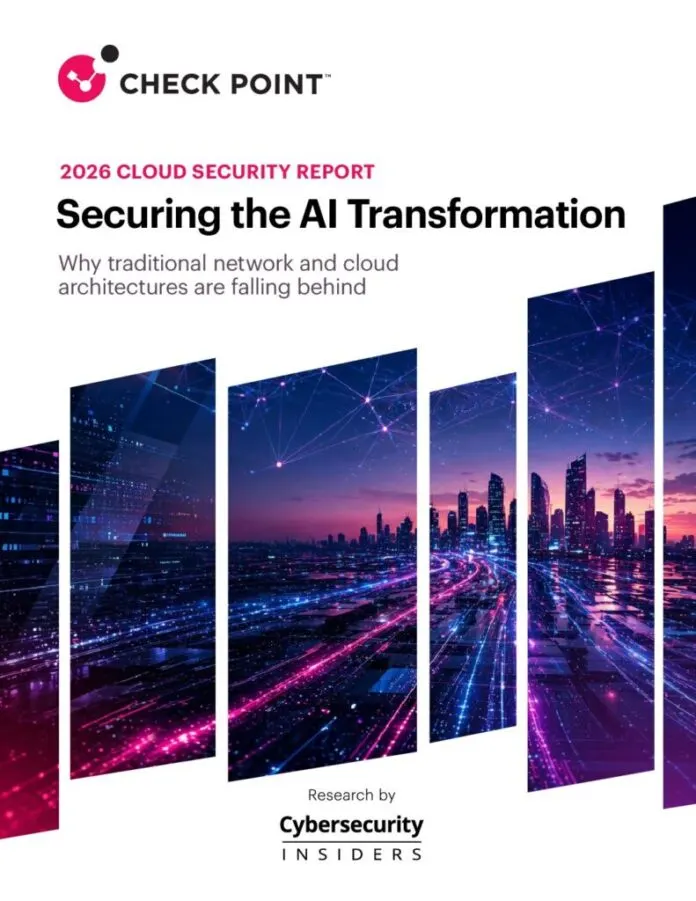 CHECK POINT™
2026 CLOUD SECURITY REPORT
Securing the AI Transformation
Why traditional network and cloud
architectures are falling behind
Research by
Cybersecurity
INSIDERS